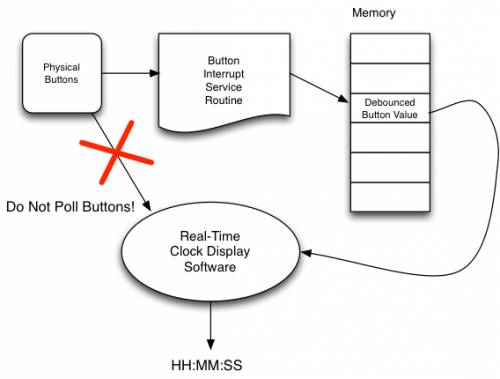 Memory
Physical
Buttons
Button
Interrupt
Service
Routine
Debounced
Button Value
Do Not Poll Buttons!
Real-Time
Clock Display
Software
HH:MM:SS